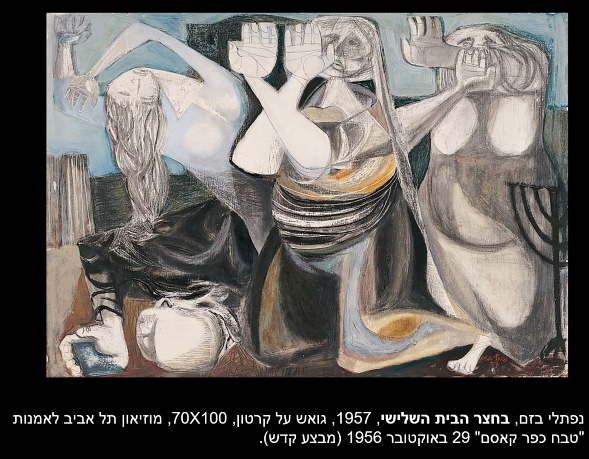 נפתלי בזם, בחצר הבית השלישי, 1957, גואש על קרטון, 70X100, מוזיאון תל אביב לאמנות
"טבח כפר קאסם" 29 באוקטובר 1956 (מבצע קדש).